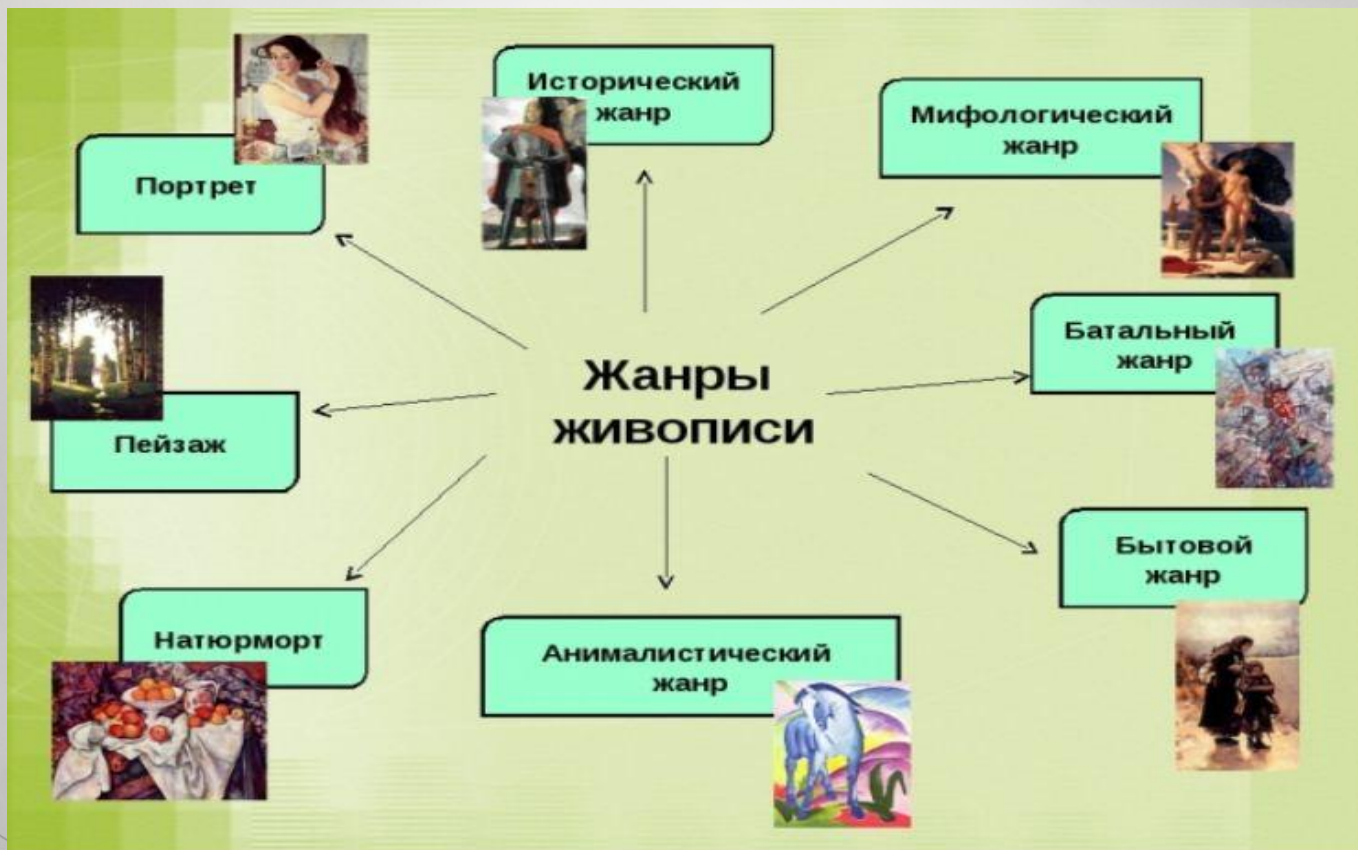 Исторический
жанр
Мифологический
жанр
Портрет
Батальный
жанр
Жанры
живописи
Пейзаж
Бытовой
жанр
Натюрморт
Анималистический
жанр